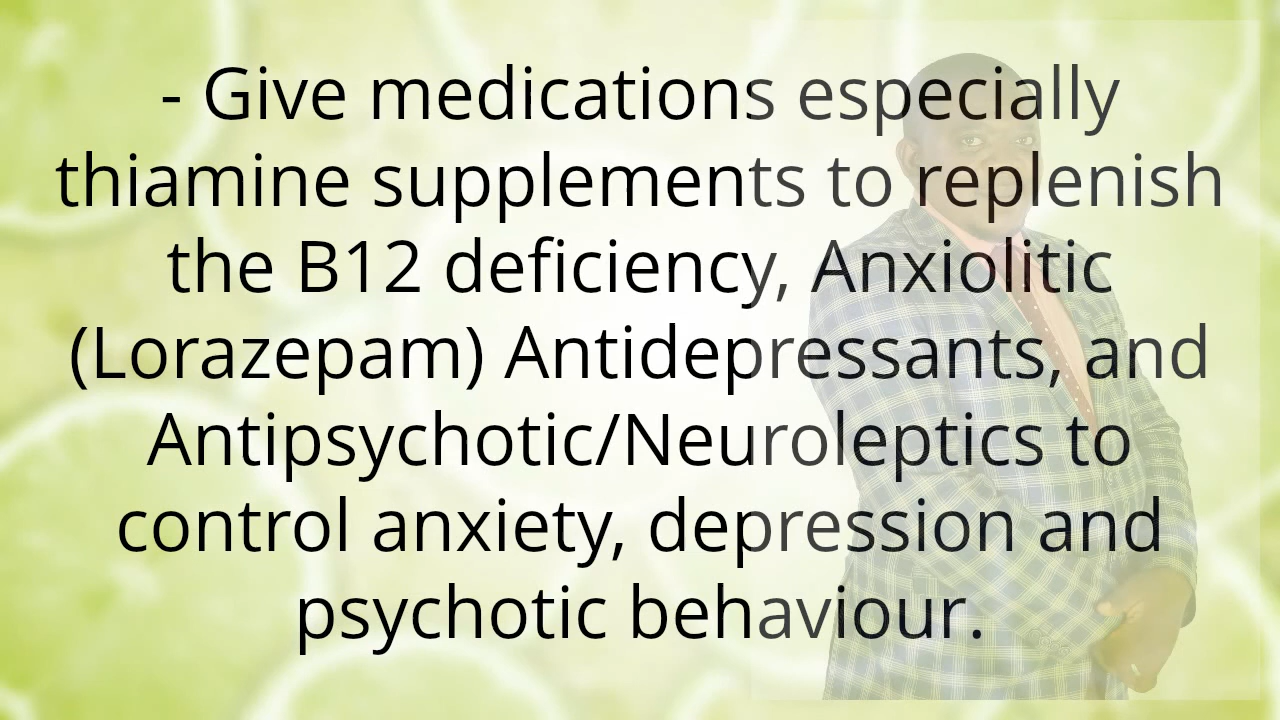 - Give medications especially
thiamine supplements to replenish
the B12 deficiency, Anxiolitic
(Lorazepam) Antidepressants, and
Antipsychotic/Neuroleptics to
control anxiety, depression and
psychotic behaviour.